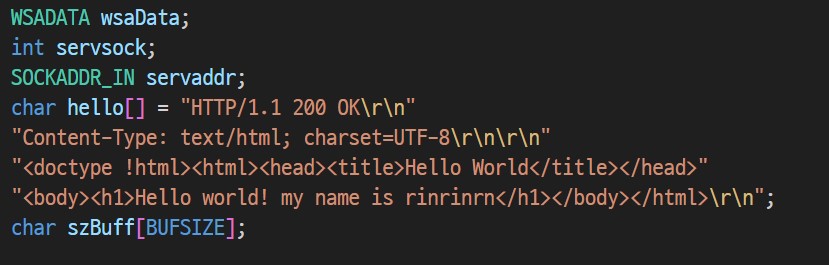 WSADATA wsaData;
int servsock;
SOCKADDR_IN servaddr;
char hello[] = "HTTP/1.1 200 OK\r\n"
"Content-Type: text/html; charset=UTF-8\r\n\r\n"
"<doctype !html><html><head><title>Hello World</title></head>"
"<body><h1>Hello world! my name is rinrinrn</h1></body></html>\r\n";
char szBuff[BUFSIZE];